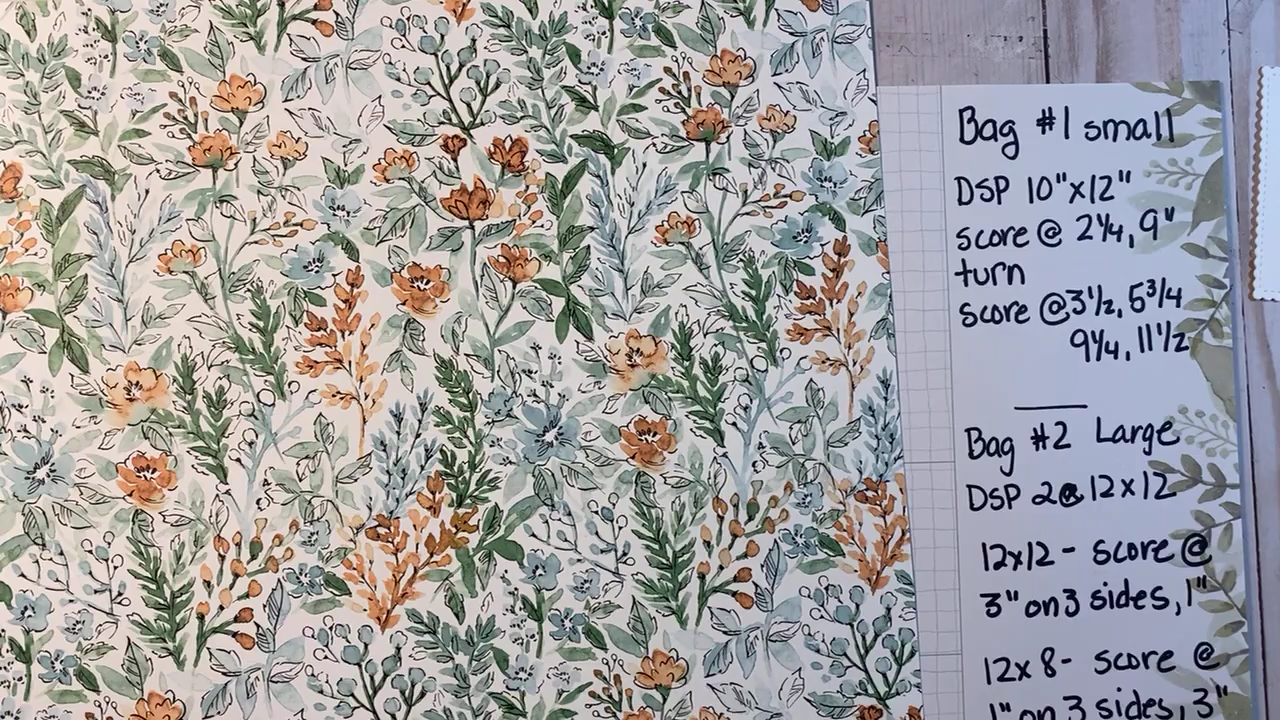 Bag #1 small
DSP 10"x12"
score @ 2¼, 9"
turn
score @ 3½, 5¾
9¼, 11½
Bag #2 Large
DSP 2@ 12x12
12x12 - score @
3" on 3 sides, 1"
12x8 - score @
1" on 3 sides, 3"